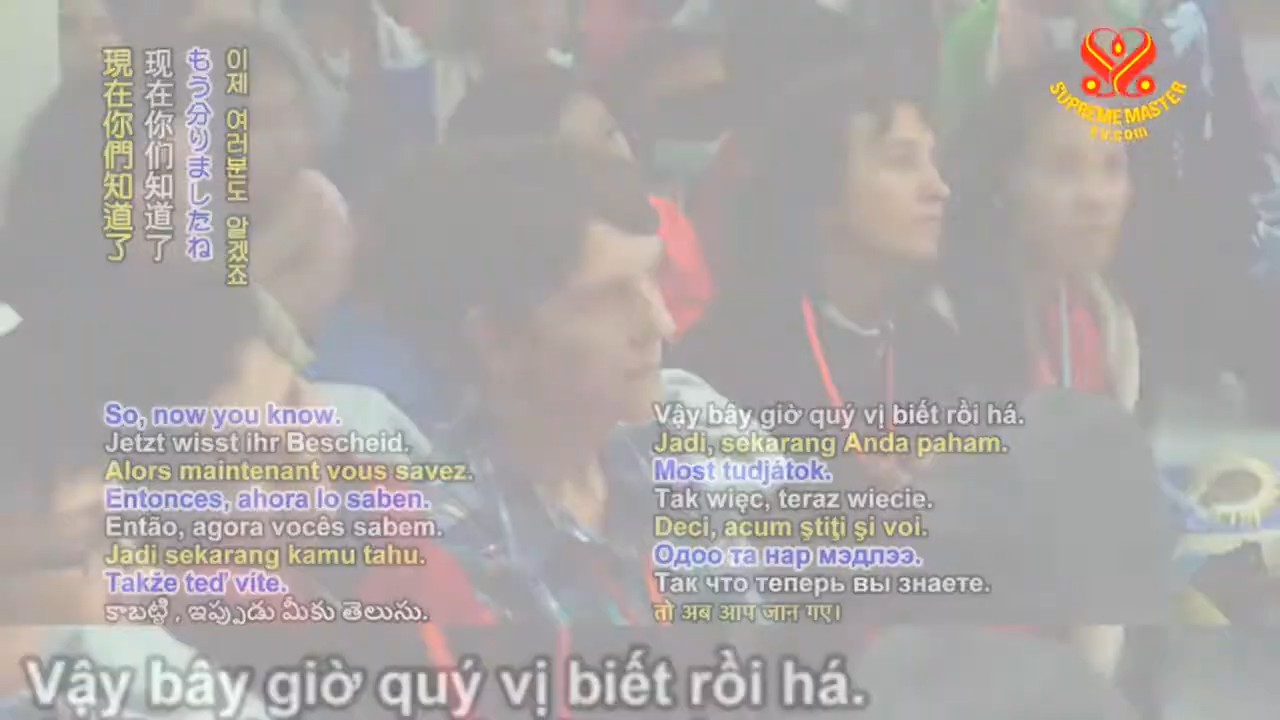 現在你們知道了
现在你们知道了
もう分りましたね
이제 여러분도 알겠죠
SUPREME MASTER
TV.com
So, now you know.
Jetzt wisst ihr Bescheid.
Alors maintenant vous savez.
Entonces, ahora lo saben.
Então, agora vocês sabem.
Jadi sekarang kamu tahu.
Takže teď víte.
కాబట్టి , ఇప్పుడు మీకు తెలుసు.
Vậy bây giờ quý vị biết rồi há.
Jadi, sekarang Anda paham.
Most tudjátok.
Tak więc, teraz wiecie.
Deci, acum ştiţi şi voi.
Одоо та нар мэдлээ.
Так что теперь вы знаете.
तो अब आप जान गए।
Vậy bây giờ quý vị biết rồi há.